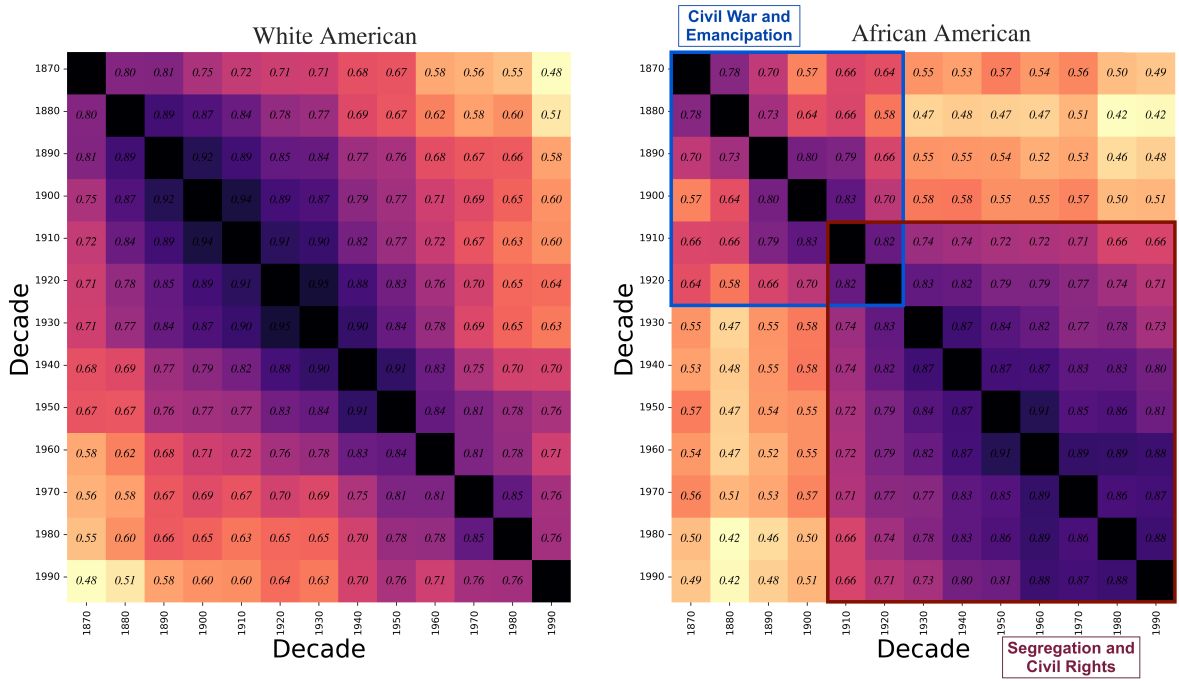 Civil War and
Emancipation
White American
African American
1870 0.80 0.81 0.75 0.72 0.71 0.71 0.68 0.67 0.58 0.56 0.55 0.48
1880 0.80 0.89 0.87 0.84 0.78 0.77 0.69 0.67 0.62 0.58 0.60 0.51
1890 0.81 0.89 0.92 0.89 0.85 0.84 0.77 0.76 0.68 0.67 0.66 0.58
1900 0.75 0.87 0.92 0.94 0.89 0.87 0.79 0.77 0.71 0.69 0.65 0.60
1910 0.72 0.84 0.89 0.94 0.91 0.90 0.82 0.77 0.72 0.67 0.63 0.60
1920 0.71 0.78 0.85 0.89 0.91 0.95 0.88 0.83 0.76 0.70 0.65 0.64
1930 0.71 0.77 0.84 0.87 0.90 0.95 0.90 0.84 0.78 0.69 0.65 0.63
1940 0.68 0.69 0.77 0.79 0.82 0.88 0.90 0.91 0.83 0.75 0.70 0.70
1950 0.67 0.67 0.76 0.77 0.77 0.83 0.84 0.91 0.84 0.81 0.78 0.76
1960 0.58 0.62 0.68 0.71 0.72 0.76 0.78 0.83 0.84 0.81 0.78 0.71
1970 0.56 0.58 0.67 0.69 0.67 0.70 0.69 0.75 0.81 0.81 0.85 0.76
1980 0.55 0.60 0.66 0.65 0.63 0.65 0.65 0.70 0.78 0.78 0.85 0.76
1990 0.48 0.51 0.58 0.60 0.60 0.64 0.63 0.70 0.76 0.71 0.76 0.76
1870 1880 1890 1900 1910 1920 1930 1940 1950 1960 1970 1980 1990
Decade
Decade
1870 0.78 0.70 0.57 0.66 0.64 0.55 0.53 0.57 0.54 0.56 0.50 0.49
1880 0.78 0.73 0.64 0.66 0.58 0.47 0.48 0.47 0.47 0.51 0.42 0.42
1890 0.70 0.73 0.80 0.79 0.66 0.55 0.55 0.54 0.52 0.53 0.46 0.48
1900 0.57 0.64 0.80 0.83 0.70 0.58 0.58 0.55 0.55 0.57 0.50 0.51
1910 0.66 0.66 0.79 0.83 0.82 0.74 0.74 0.72 0.72 0.71 0.66 0.66
1920 0.64 0.58 0.66 0.70 0.82 0.83 0.82 0.79 0.79 0.77 0.74 0.71
1930 0.55 0.47 0.55 0.58 0.74 0.83 0.87 0.84 0.82 0.77 0.78 0.73
1940 0.53 0.48 0.55 0.58 0.74 0.82 0.87 0.87 0.87 0.83 0.83 0.80
1950 0.57 0.47 0.54 0.55 0.72 0.79 0.84 0.87 0.91 0.85 0.86 0.81
1960 0.54 0.47 0.52 0.55 0.72 0.79 0.82 0.87 0.91 0.89 0.89 0.88
1970 0.56 0.51 0.53 0.57 0.71 0.77 0.77 0.83 0.85 0.89 0.86 0.87
1980 0.50 0.42 0.46 0.50 0.66 0.74 0.78 0.83 0.86 0.89 0.86 0.88
1990 0.49 0.42 0.48 0.51 0.66 0.71 0.73 0.80 0.81 0.88 0.87 0.88
1870 1880 1890 1900 1910 1920 1930 1940 1950 1960 1970 1980 1990
Decade
Decade
Segregation and
Civil Rights